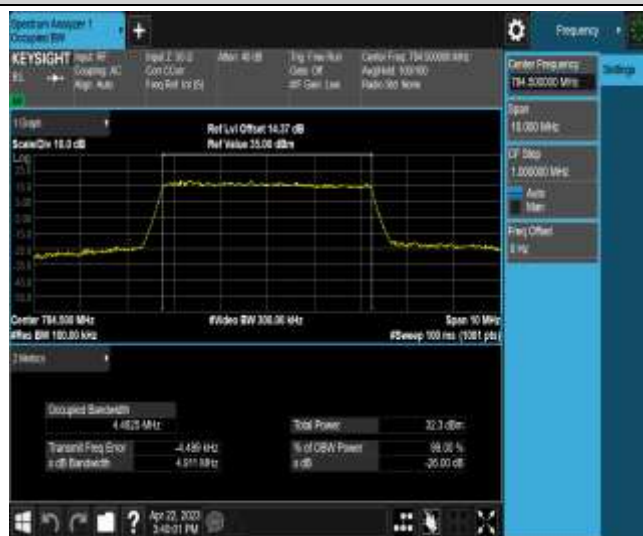 Spectrum Analyzer 1
Occupied BW
+
Frequency
KEYSIGHT Input: RF
Coupling: AC
Align: Auto
Input Z: 50 Ω
Corr CCorr
Freq Ref: Int (S)
Atten: 40 dB
Trig: Free Run
Gate: Off
#IF Gain: Low
Center Freq: 784.500000 MHz
Avg|Hold: 100/100
Radio Std: None
Center Frequency
784.500000 MHz
Settings
Span
10.000 MHz
CF Step
1.000000 MHz
Auto
Man
Freq Offset
0 Hz
1 Graph
Scale/Div 10.0 dB
Ref Lvl Offset 14.37 dB
Ref Value 35.00 dBm
Log
Center 784.500 MHz
#Res BW 100.00 kHz
#Video BW 300.00 kHz
Span 10 MHz
#Sweep 100 ms (1001 pts)
2 Metrics
Occupied Bandwidth
4.4825 MHz
Total Power
32.3 dBm
Transmit Freq Error
-4.499 kHz
% of OBW Power
99.00 %
x dB Bandwidth
4.911 MHz
x dB
-26.00 dB
?
Apr 22, 2023
3:40:01 PM